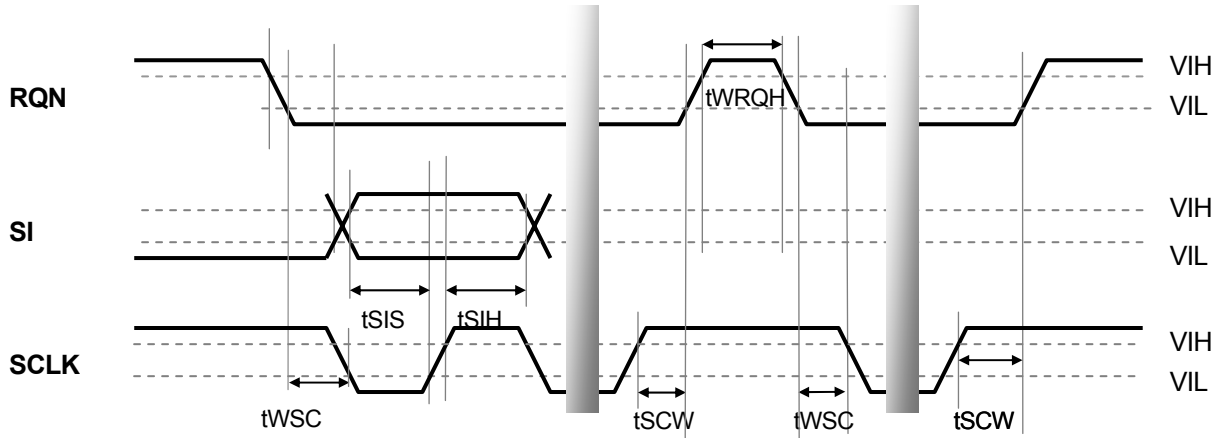 VIH
RQN
tWRQH
VIL
VIH
SI
VIL
tSIS
tSIH
VIH
SCLK
VIL
tWSC
tSCW
tWSC
tSCW